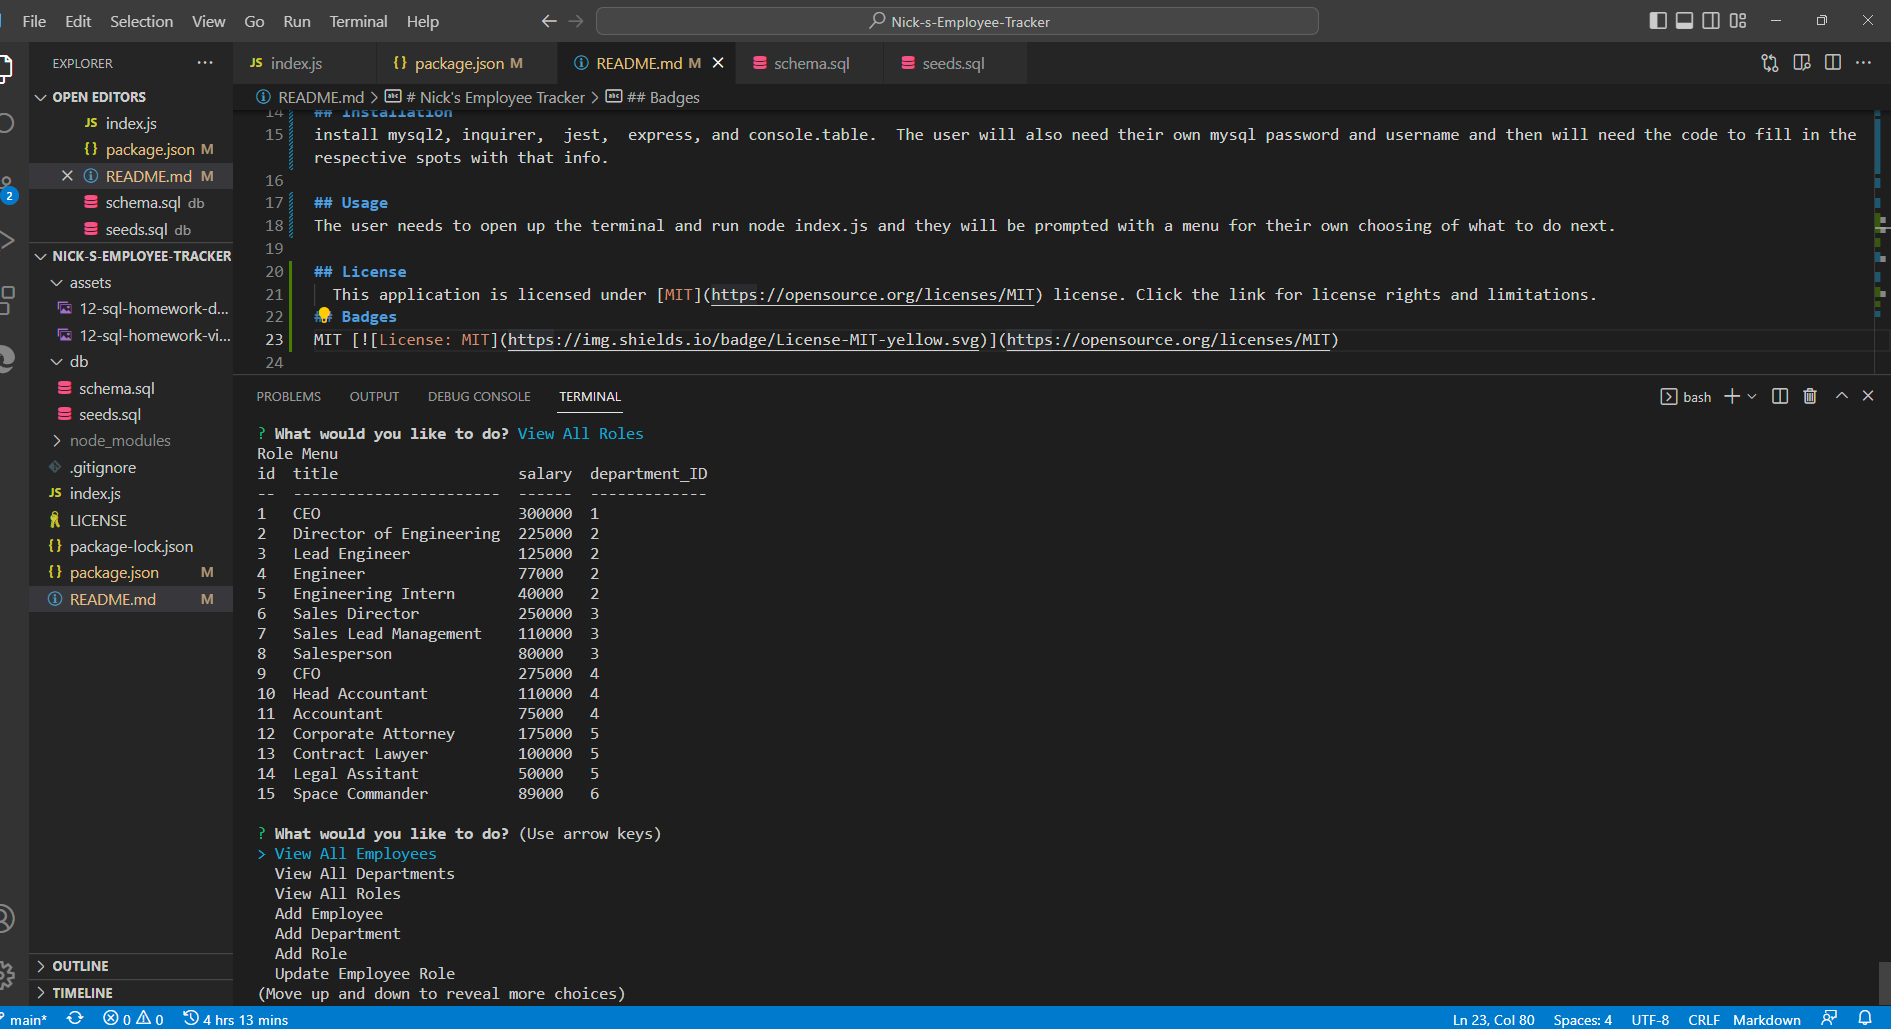 File Edit Selection View Go Run Terminal Help
Nick-s-Employee-Tracker
EXPLORER
OPEN EDITORS
JS index.js
{} package.json M
README.md M
schema.sql db
seeds.sql db
2
NICK-S-EMPLOYEE-TRACKER
assets
12-sql-homework-d...
12-sql-homework-vi...
db
schema.sql
seeds.sql
node_modules
.gitignore
JS index.js
LICENSE
{} package-lock.json
{} package.json M
README.md M
OUTLINE
TIMELINE
JS index.js {} package.json M README.md M schema.sql seeds.sql
README.md > # Nick's Employee Tracker > ## Badges
14 ## Installation
15 install mysql2, inquirer, jest, express, and console.table. The user will also need their own mysql password and username and then will need the code to fill in the
respective spots with that info.
16
17 ## Usage
18 The user needs to open up the terminal and run node index.js and they will be prompted with a menu for their own choosing of what to do next.
19
20 ## License
21 This application is licensed under [MIT](https://opensource.org/licenses/MIT) license. Click the link for license rights and limitations.
22 ## Badges
23 MIT [![License: MIT](https://img.shields.io/badge/License-MIT-yellow.svg)](https://opensource.org/licenses/MIT)
24
PROBLEMS OUTPUT DEBUG CONSOLE TERMINAL
bash
? What would you like to do? View All Roles
Role Menu
id title salary department_ID
-- ----------------------- ------ -------------
1 CEO 300000 1
2 Director of Engineering 225000 2
3 Lead Engineer 125000 2
4 Engineer 77000 2
5 Engineering Intern 40000 2
6 Sales Director 250000 3
7 Sales Lead Management 110000 3
8 Salesperson 80000 3
9 CFO 275000 4
10 Head Accountant 110000 4
11 Accountant 75000 4
12 Corporate Attorney 175000 5
13 Contract Lawyer 100000 5
14 Legal Assitant 50000 5
15 Space Commander 89000 6
? What would you like to do? (Use arrow keys)
> View All Employees
View All Departments
View All Roles
Add Employee
Add Department
Add Role
Update Employee Role
(Move up and down to reveal more choices)
main* 0 0 4 hrs 13 mins
Ln 23, Col 80 Spaces: 4 UTF-8 CRLF Markdown